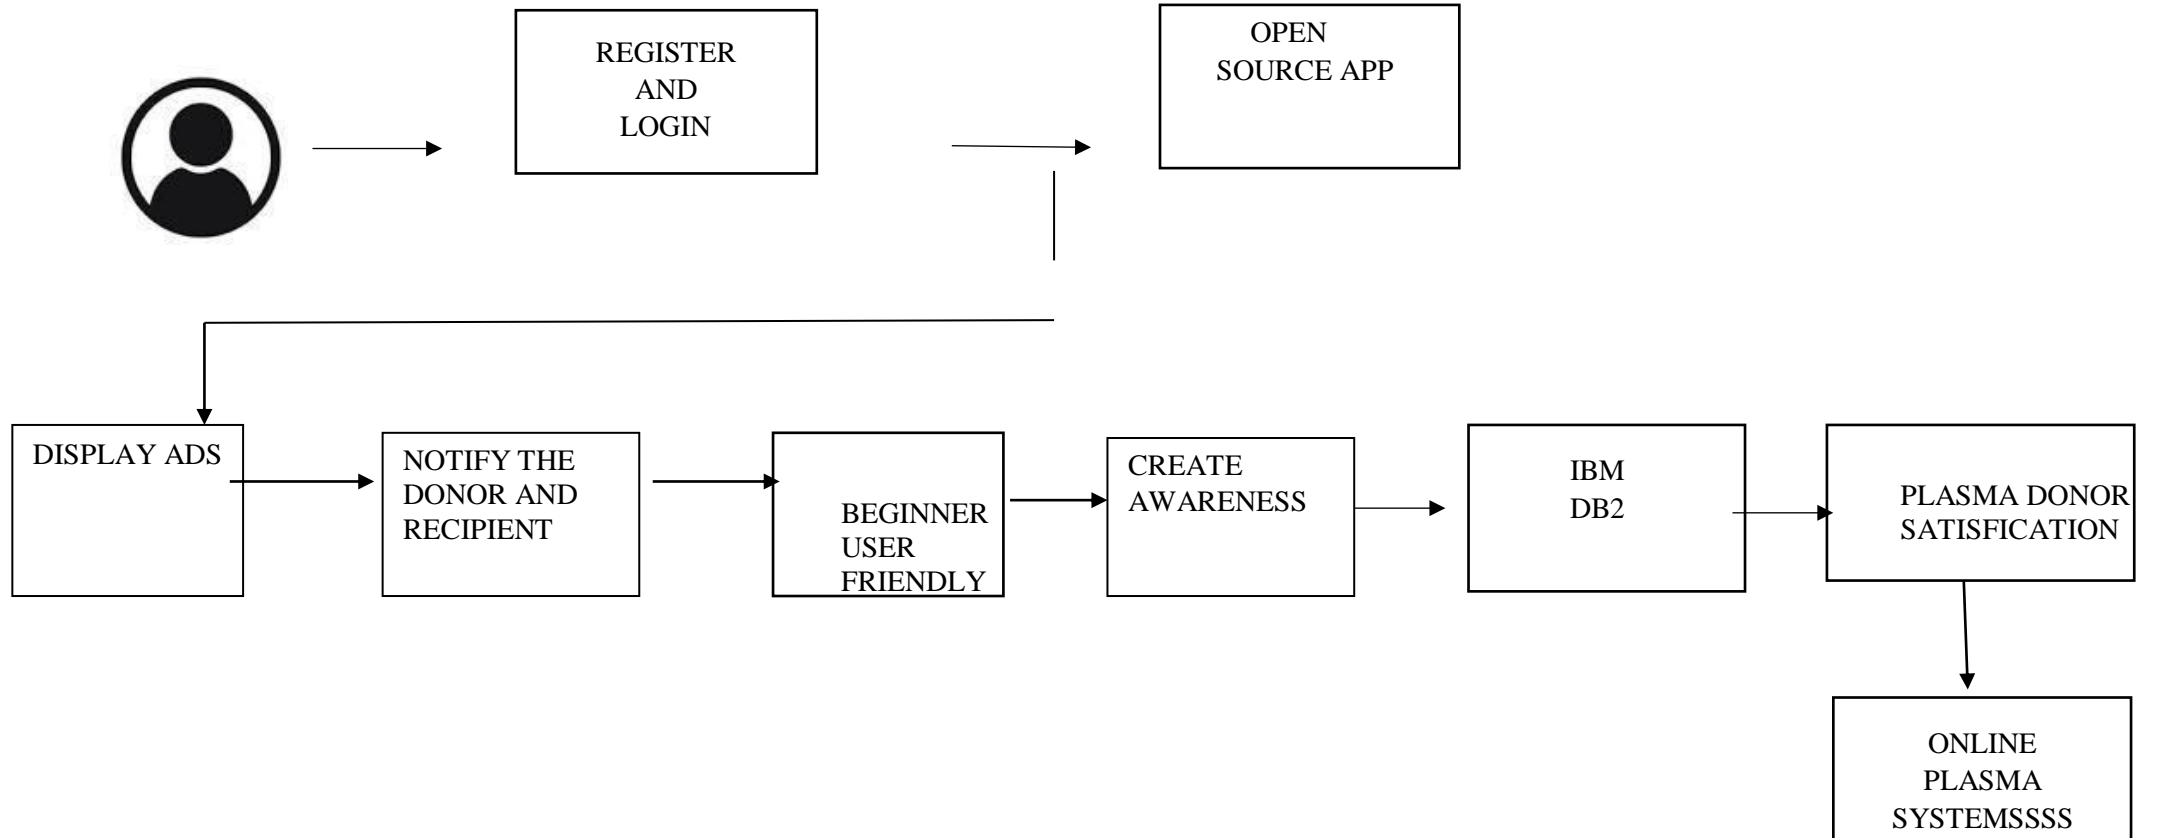 REGISTER
AND
LOGIN
OPEN
SOURCE APP
DISPLAY ADS
NOTIFY THE
DONOR AND
RECIPIENT
BEGINNER
USER
FRIENDLY
CREATE
AWARENESS
IBM
DB2
PLASMA DONOR
SATISFICATION
ONLINE
PLASMA
SYSTEMSSSS